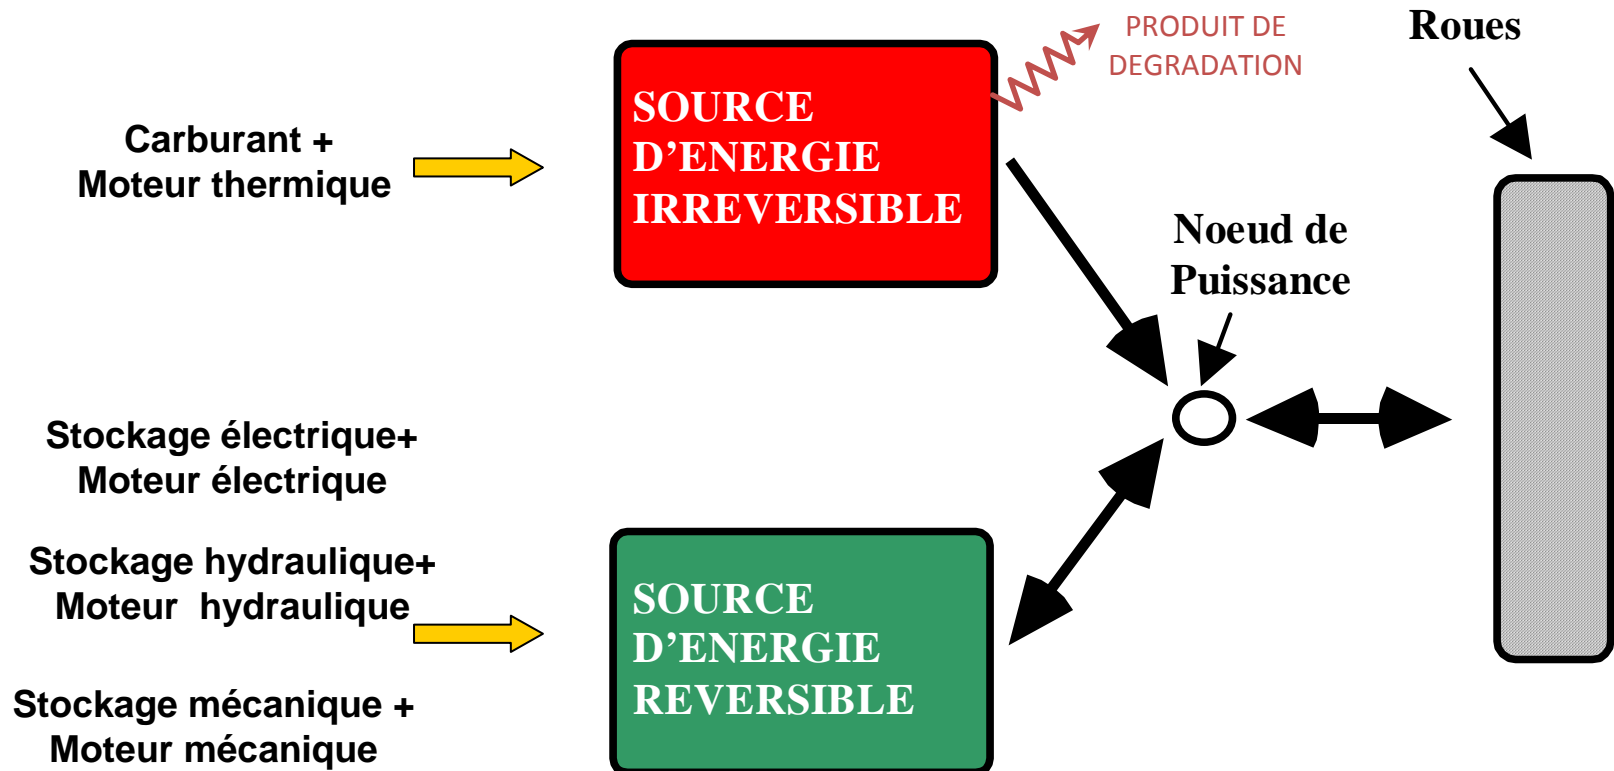 PRODUIT DE
DEGRADATION
Roues
Carburant +
Moteur thermique
SOURCE
D’ENERGIE
IRREVERSIBLE
Noeud de
Puissance
Stockage électrique+
Moteur électrique
Stockage hydraulique+
Moteur hydraulique
Stockage mécanique +
Moteur mécanique
SOURCE
D’ENERGIE
REVERSIBLE